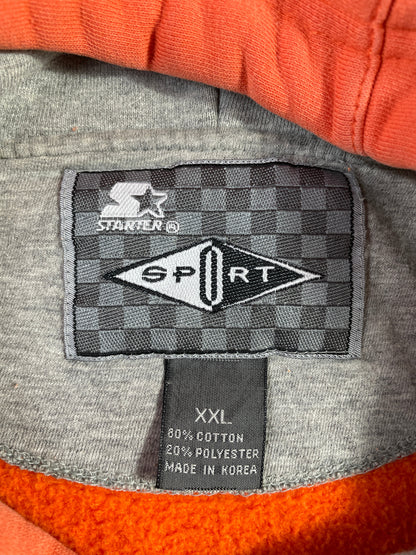 STARTER®
SPORT
XXL
80% COTTON
20% POLYESTER
MADE IN KOREA